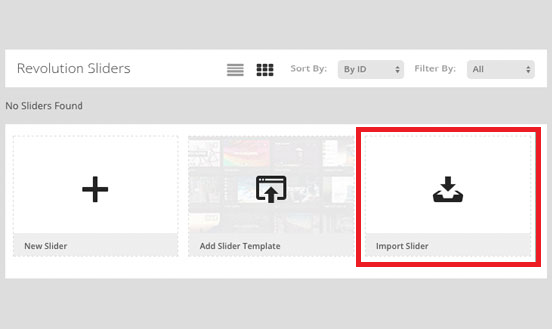 Revolution Sliders Sort By: By ID Filter By: All
No Sliders Found
New Slider Add Slider Template Import Slider